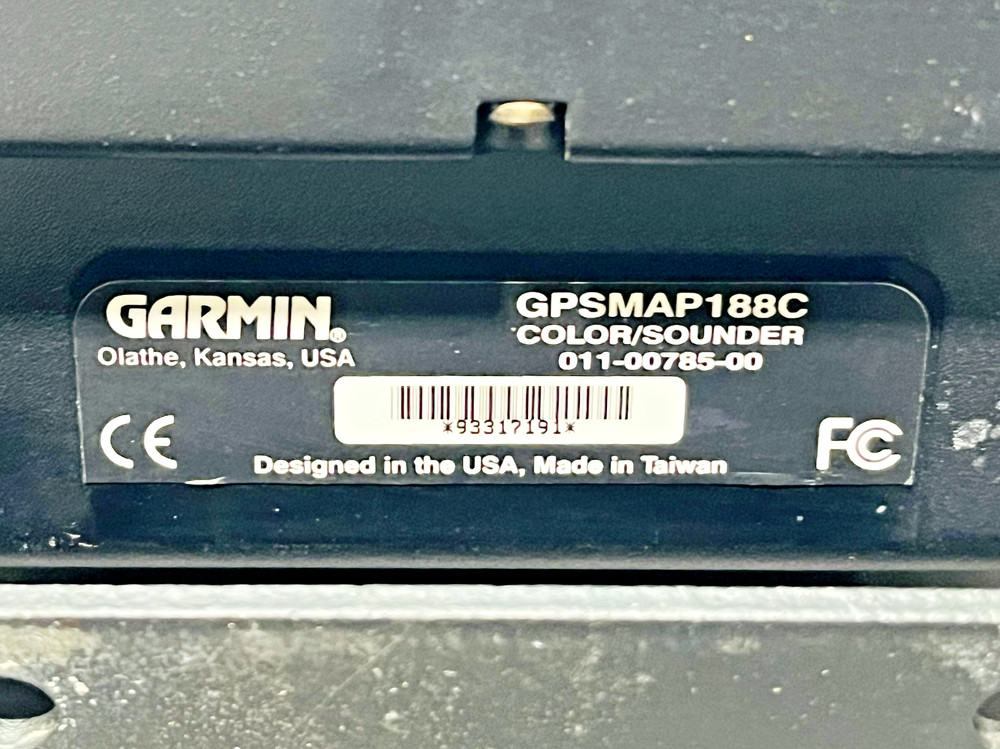 GARMIN®
Olathe, Kansas, USA
GPSMAP188C
COLOR/SOUNDER
011-00785-00
*93317191*
CE
FC
Designed in the USA, Made in Taiwan